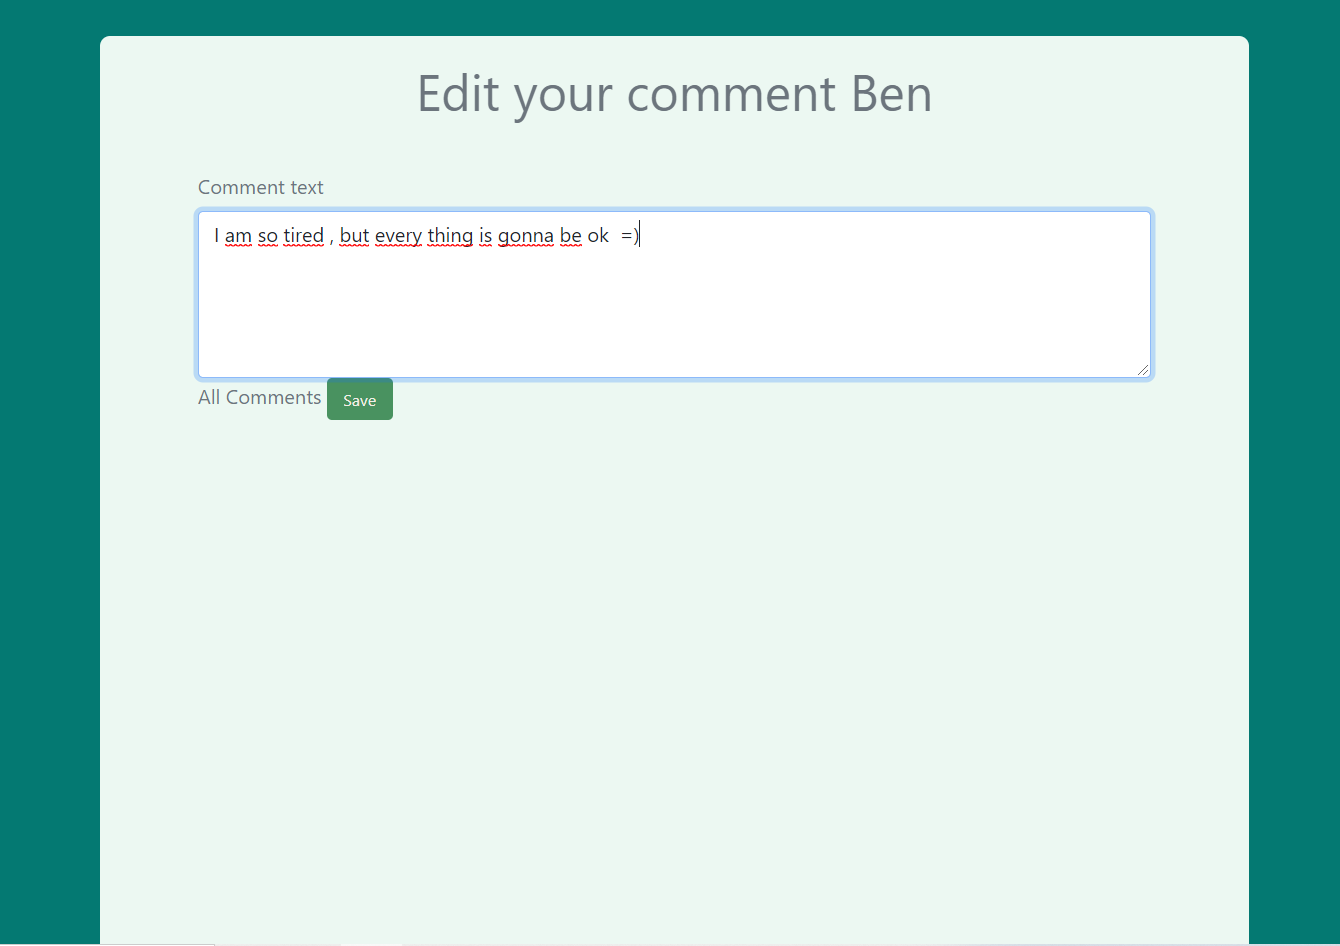 Edit your comment Ben
Comment text
I am so tired , but every thing is gonna be ok  =)
All Comments Save